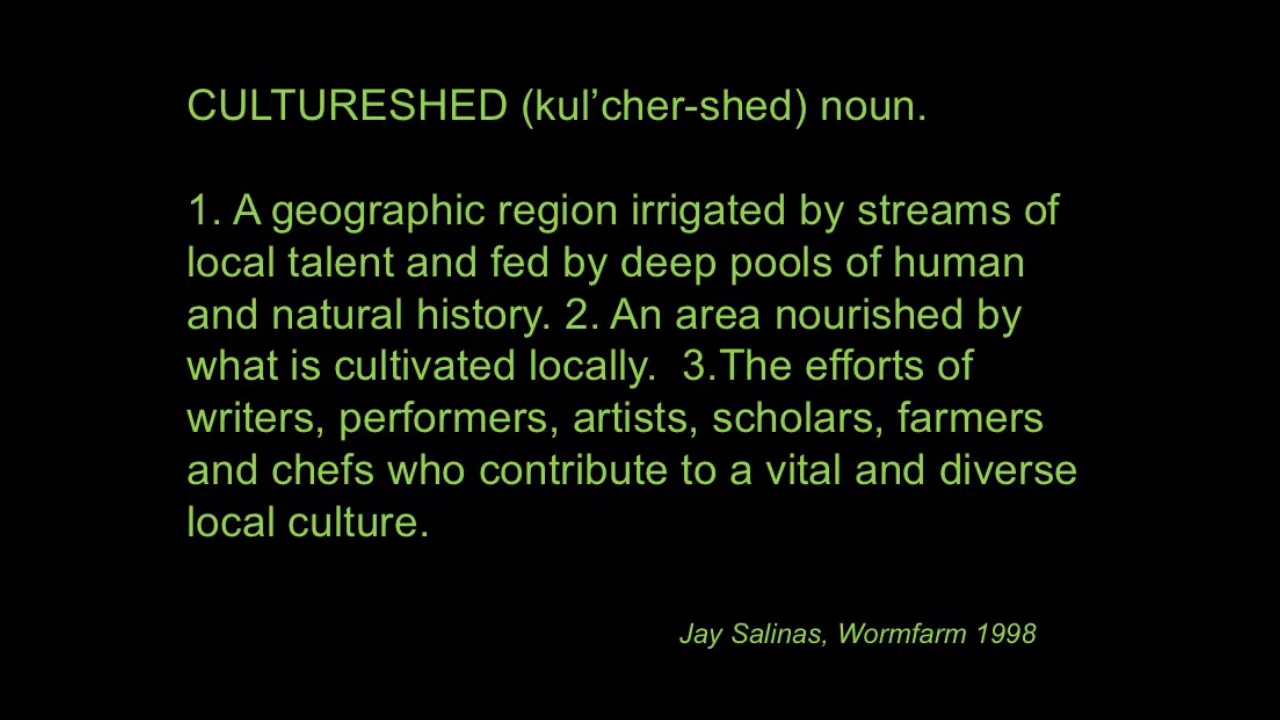 CULTURESHED (kul’cher-shed) noun.
1. A geographic region irrigated by streams of
local talent and fed by deep pools of human
and natural history. 2. An area nourished by
what is cultivated locally.  3.The efforts of
writers, performers, artists, scholars, farmers
and chefs who contribute to a vital and diverse
local culture.
Jay Salinas, Wormfarm 1998